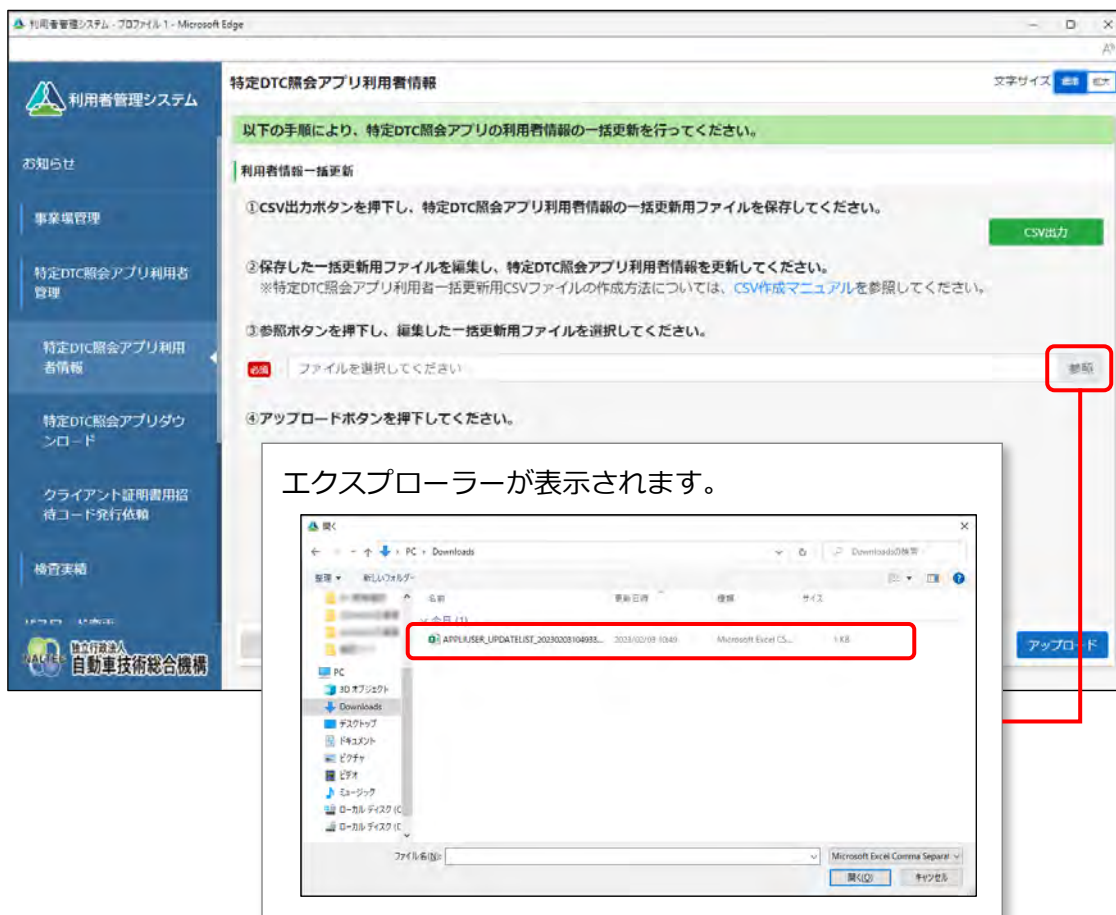 利用者管理システム - プロファイル 1 - Microsoft Edge
利用者管理システム
お知らせ
事業場管理
特定DTC照会アプリ利用者
管理
特定DTC照会アプリ利用
者情報
特定DTC照会アプリダウ
ンロード
クライアント証明書用招
待コード発行依頼
検査実績
独立行政法人
NALTEC 自動車技術総合機構
特定DTC照会アプリ利用者情報
文字サイズ 標準 拡大
以下の手順により、特定DTC照会アプリの利用者情報の一括更新を行ってください。
利用者情報一括更新
①CSV出力ボタンを押下し、特定DTC照会アプリ利用者情報の一括更新用ファイルを保存してください。
CSV出力
②保存した一括更新用ファイルを編集し、特定DTC照会アプリ利用者情報を更新してください。
※特定DTC照会アプリ利用者一括更新用CSVファイルの作成方法については、CSV作成マニュアルを参照してください。
③参照ボタンを押下し、編集した一括更新用ファイルを選択してください。
必須 ファイルを選択してください 参照
④アップロードボタンを押下してください。
アップロード
エクスプローラーが表示されます。
開く
PC › Downloads
Downloadsの検索
整理 新しいフォルダー
名前 更新日時 種類 サイズ
今日 (1)
APPLIUSER_UPDATELIST_20230203104933... 2023/02/03 10:49 Microsoft Excel CS... 1 KB
PC
3D オブジェクト
Downloads
デスクトップ
ドキュメント
ピクチャ
ビデオ
ミュージック
ローカル ディスク (C
ローカル ディスク (C
ファイル名(N): Microsoft Excel Comma Separat
開く(O) キャンセル